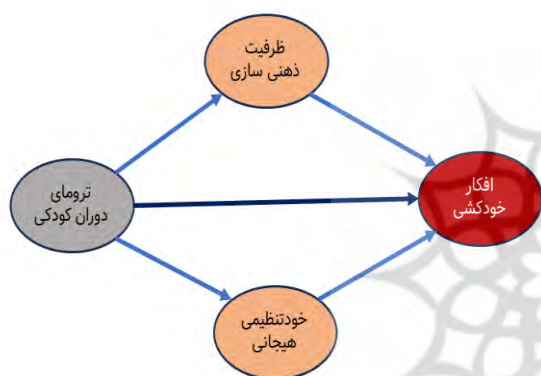 ظرفیت
ذهنی سازی
ترومای
دوران کودکی
افکار
خودکشی
خودتنظیمی
هیجانی